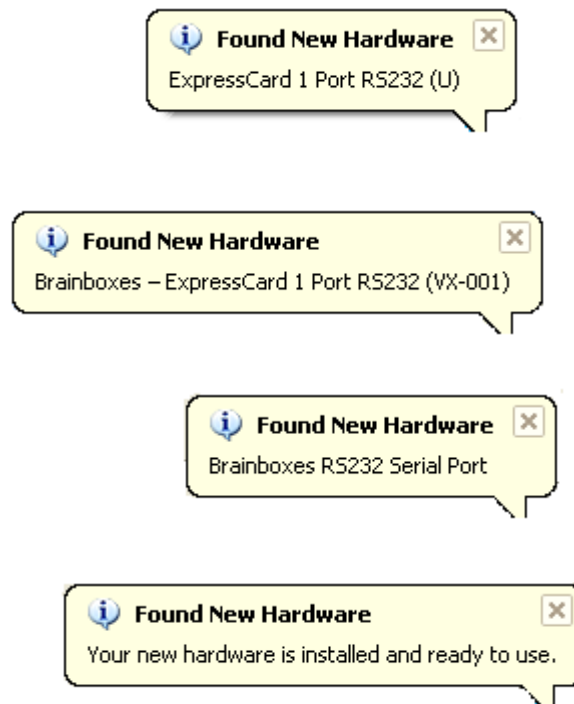 Found New Hardware
ExpressCard 1 Port RS232 (U)
Found New Hardware
Brainboxes – ExpressCard 1 Port RS232 (VX-001)
Found New Hardware
Brainboxes RS232 Serial Port
Found New Hardware
Your new hardware is installed and ready to use.